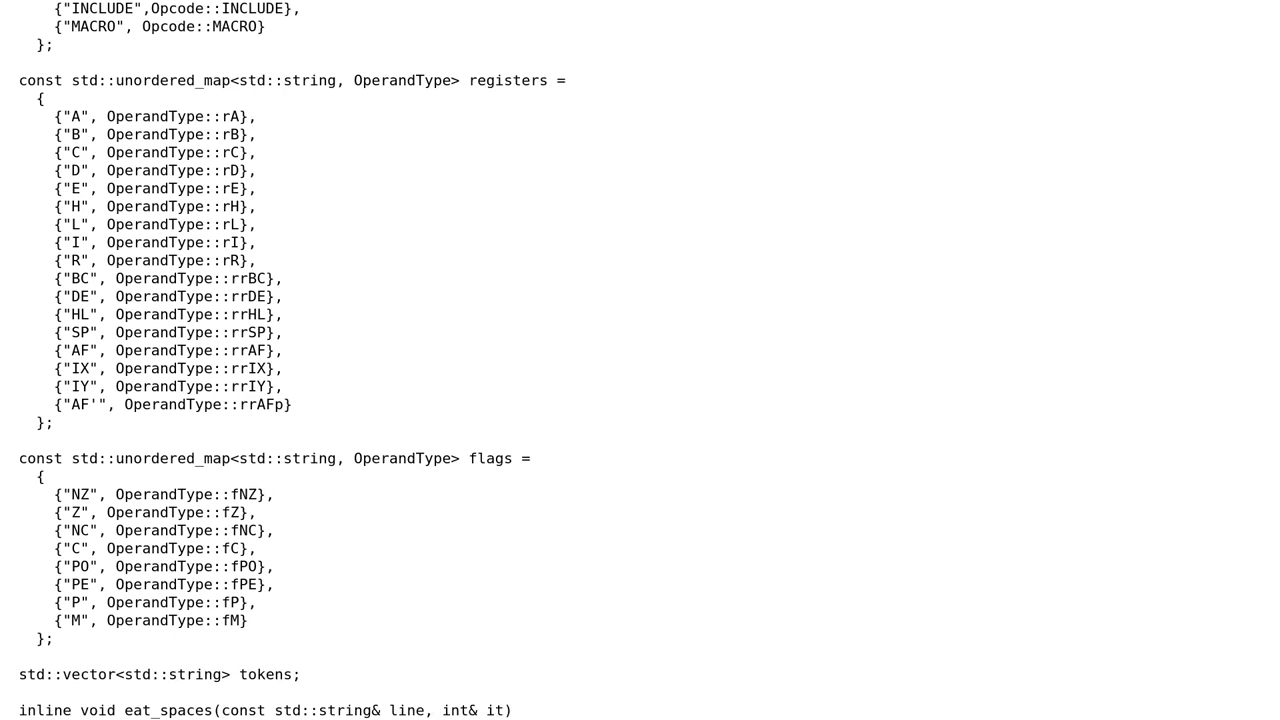 {"INCLUDE",Opcode::INCLUDE},
    {"MACRO", Opcode::MACRO}
  };

const std::unordered_map<std::string, OperandType> registers =
  {
    {"A", OperandType::rA},
    {"B", OperandType::rB},
    {"C", OperandType::rC},
    {"D", OperandType::rD},
    {"E", OperandType::rE},
    {"H", OperandType::rH},
    {"L", OperandType::rL},
    {"I", OperandType::rI},
    {"R", OperandType::rR},
    {"BC", OperandType::rrBC},
    {"DE", OperandType::rrDE},
    {"HL", OperandType::rrHL},
    {"SP", OperandType::rrSP},
    {"AF", OperandType::rrAF},
    {"IX", OperandType::rrIX},
    {"IY", OperandType::rrIY},
    {"AF'", OperandType::rrAFp}
  };

const std::unordered_map<std::string, OperandType> flags =
  {
    {"NZ", OperandType::fNZ},
    {"Z", OperandType::fZ},
    {"NC", OperandType::fNC},
    {"C", OperandType::fC},
    {"PO", OperandType::fPO},
    {"PE", OperandType::fPE},
    {"P", OperandType::fP},
    {"M", OperandType::fM}
  };

std::vector<std::string> tokens;

inline void eat_spaces(const std::string& line, int& it)